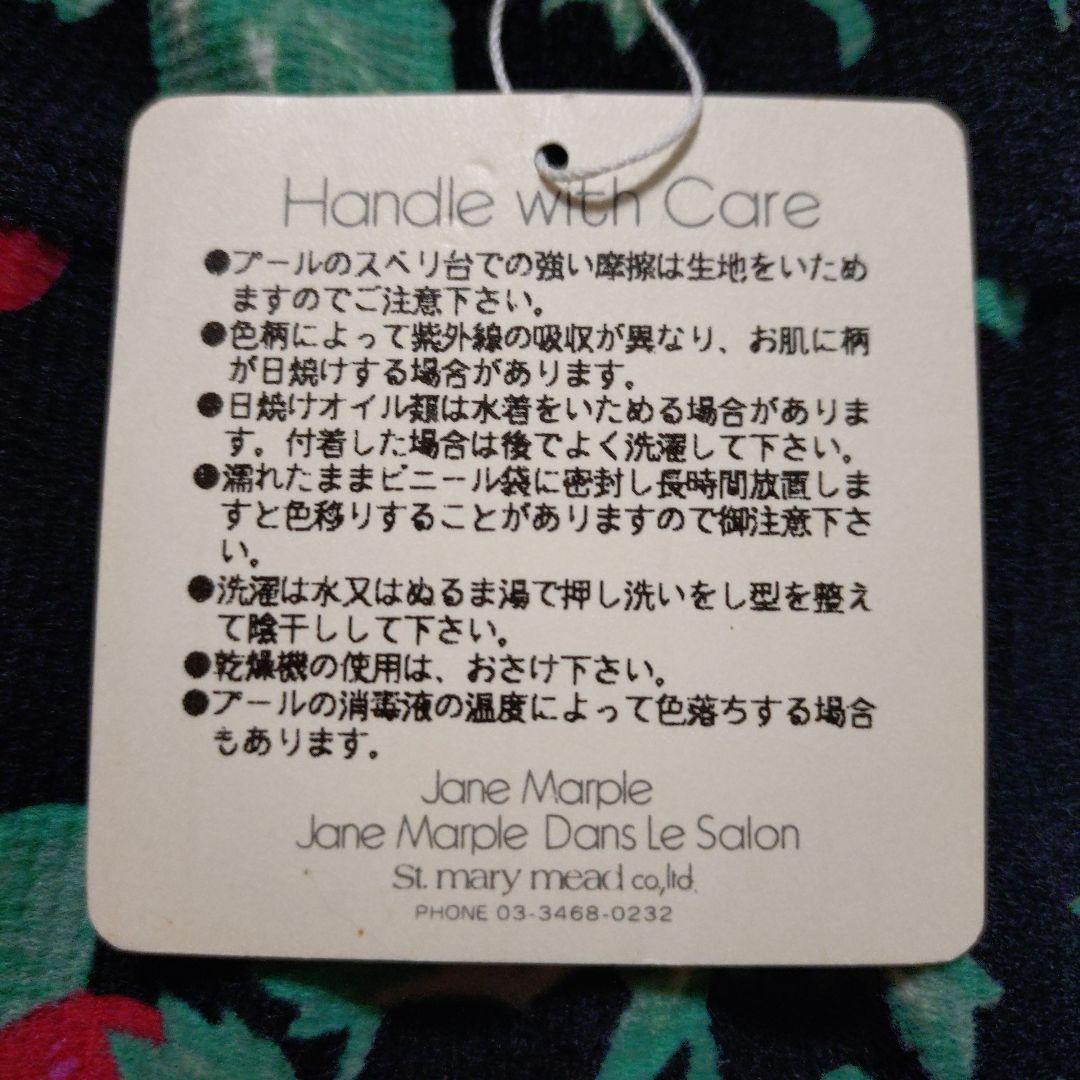 Handle with Care
●プールのスベリ台での強い摩擦は生地をいため
ますのでご注意下さい。
●色柄によって紫外線の吸収が異なり、お肌に柄
が日焼けする場合があります。
●日焼けオイル類は水着をいためる場合がありま
す。付着した場合は後でよく洗濯して下さい。
●濡れたままビニール袋に密封し長時間放置しま
すと色移りすることがありますので御注意下さ
い。
●洗濯は水又はぬるま湯で押し洗いをし型を整え
て陰干しして下さい。
●乾燥機の使用は、おさけ下さい。
●プールの消毒液の温度によって色落ちする場合
もあります。
Jane Marple
Jane Marple Dans Le Salon
St. mary mead co,ltd.
PHONE 03-3468-0232